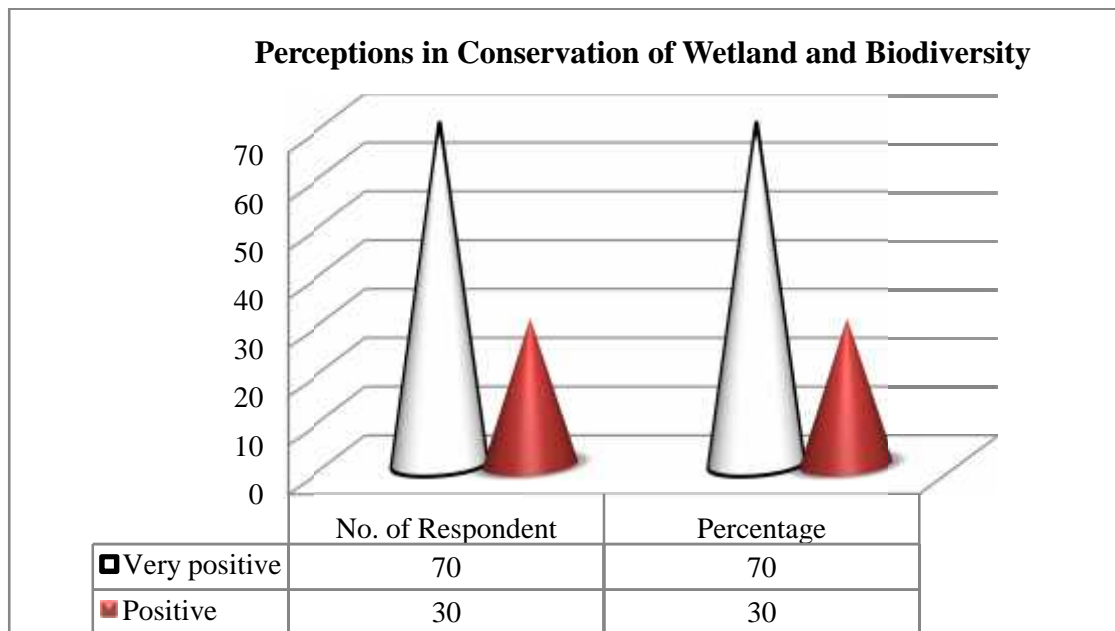 Perceptions in Conservation of Wetland and Biodiversity
70
60
50
40
30
20
10
0
No. of Respondent Percentage
Very positive 70 70
Positive 30 30